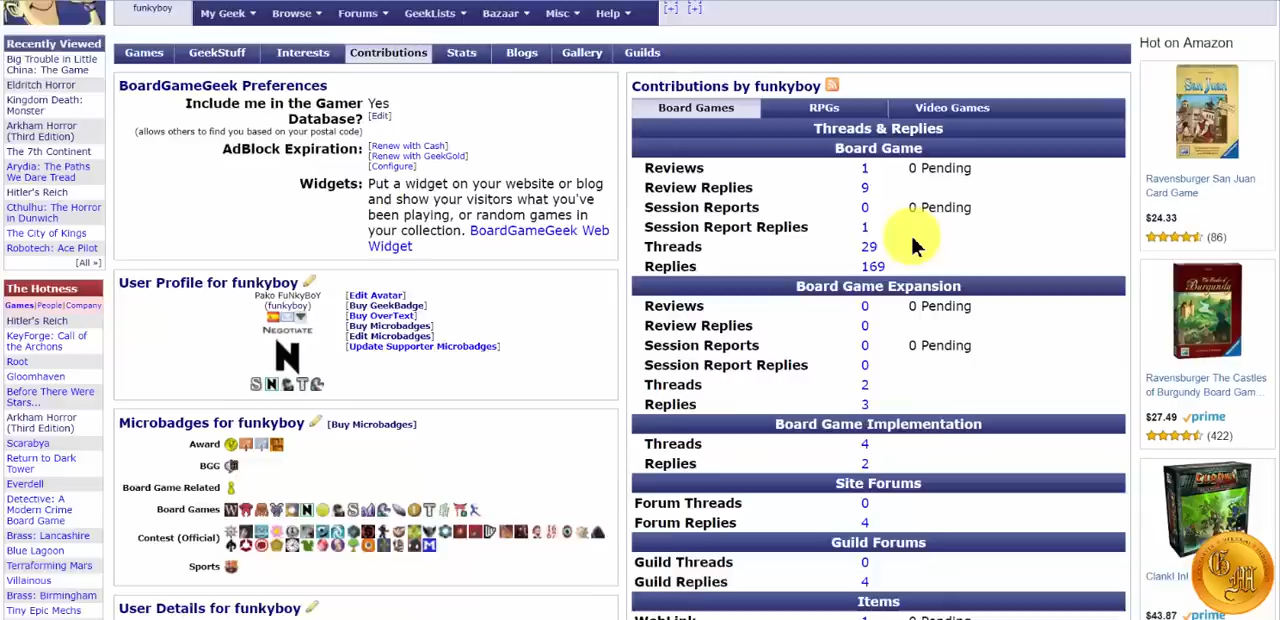 funkyboy
My Geek Browse Forums GeekLists Bazaar Misc Help [+] [+]
Recently Viewed
Big Trouble in Little
China: The Game
Eldritch Horror
Kingdom Death:
Monster
Arkham Horror
(Third Edition)
The 7th Continent
Arydia: The Paths
We Dare Tread
Hitler's Reich
Cthulhu: The Horror
in Dunwich
The City of Kings
Robotech: Ace Pilot
[All »]
The Hotness
Games|People|Company
Hitler's Reich
KeyForge: Call of
the Archons
Root
Gloomhaven
Before There Were
Stars...
Arkham Horror
(Third Edition)
Scarabya
Return to Dark
Tower
Everdell
Detective: A
Modern Crime
Board Game
Brass: Lancashire
Blue Lagoon
Terraforming Mars
Villainous
Brass: Birmingham
Tiny Epic Mechs
Games GeekStuff Interests Contributions Stats Blogs Gallery Guilds
BoardGameGeek Preferences
Include me in the Gamer Yes
Database? [Edit]
(allows others to find you based on your postal code)
AdBlock Expiration: [Renew with Cash]
[Renew with GeekGold]
[Configure]
Widgets: Put a widget on your website or blog
and show your visitors what you've
been playing, or random games in
your collection. BoardGameGeek Web
Widget
User Profile for funkyboy
Pako FuNkyBoY
(funkyboy)
NEGOTIATE
N
[Edit Avatar]
[Buy GeekBadge]
[Buy OverText]
[Buy Microbadges]
[Edit Microbadges]
[Update Supporter Microbadges]
Microbadges for funkyboy [Buy Microbadges]
Award
BGG
Board Game Related
Board Games
Contest (Official)
Sports
User Details for funkyboy
Contributions by funkyboy
Board Games RPGs Video Games
Threads & Replies
Board Game
Reviews 1 0 Pending
Review Replies 9
Session Reports 0 0 Pending
Session Report Replies 1
Threads 29
Replies 169
Board Game Expansion
Reviews 0 0 Pending
Review Replies 0
Session Reports 0 0 Pending
Session Report Replies 0
Threads 2
Replies 3
Board Game Implementation
Threads 4
Replies 2
Site Forums
Forum Threads 0
Forum Replies 4
Guild Forums
Guild Threads 0
Guild Replies 4
Items
WebLink 1 0 Pending
Hot on Amazon
San Juan
Ravensburger San Juan
Card Game
$24.33
(86)
Ravensburger The Castles
of Burgundy Board Gam...
$27.49 prime
(422)
Clank! In!
$43.87 prime
GM